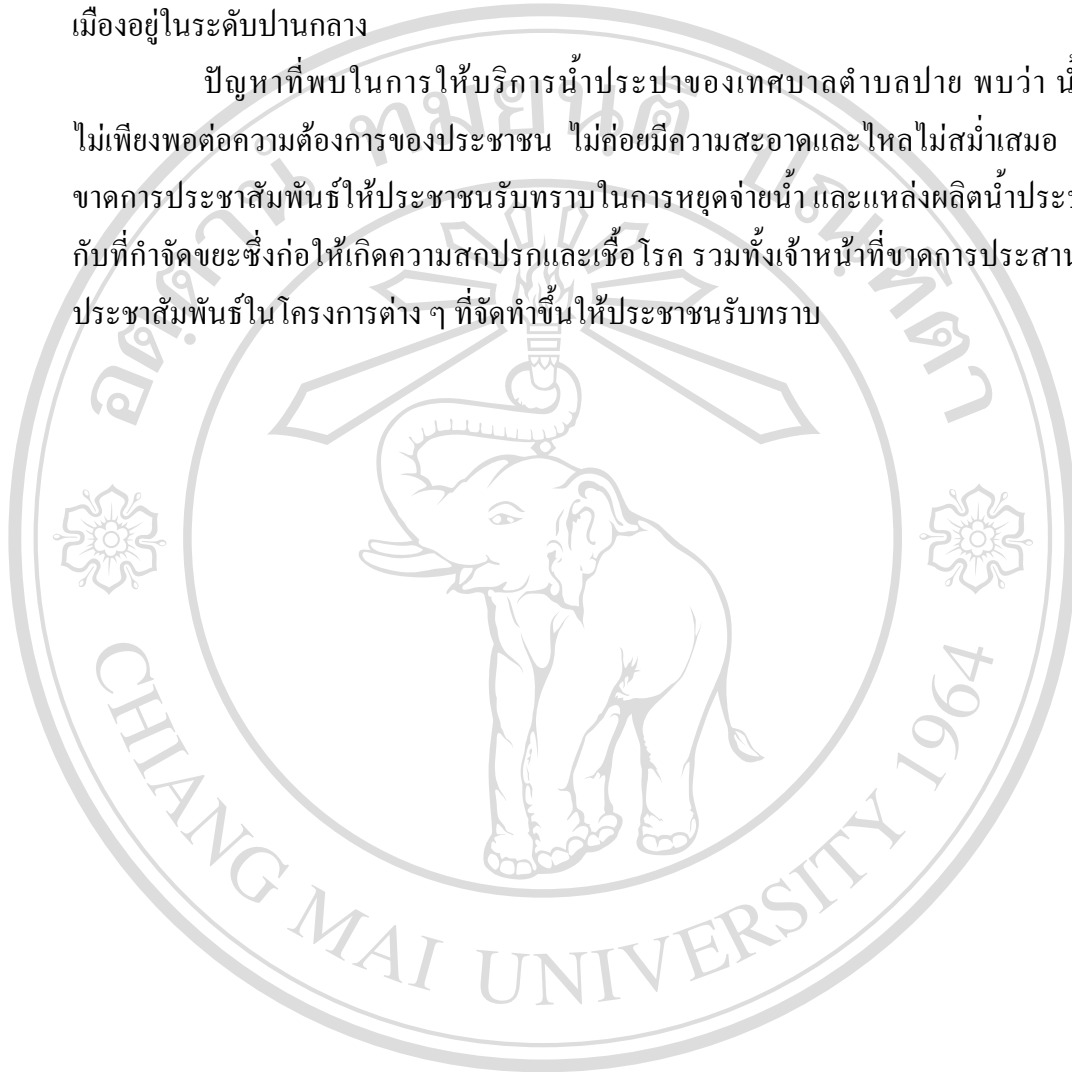 เมืองอยู่ในระดับปานกลาง
ปัญหาที่พบในการให้บริการน้ำประปาของเทศบาลตำบลปาย พบว่า
ไม่เพียงพอต่อความต้องการของประชาชน ไม่ค่อยมีความสะอาดและไหลไม่สม่ำเสมอ
ขาดการประชาสัมพันธ์ให้ประชาชนรับทราบในการหยุดจ่ายน้ำ และแหล่งผลิตน้ำ
กับที่กำจัดขยะซึ่งก่อให้เกิดความสกปรกและเชื้อโรค รวมทั้งเจ้าหน้าที่ขาดการประสาน
ประชาสัมพันธ์ในโครงการต่าง ๆ ที่จัดทำขึ้นให้ประชาชนรับทราบ
อตฺตานํ ทมยนฺติ ปณฺฑิตา
CHIANG MAI UNIVERSITY 1964